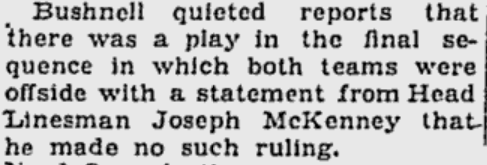 Bushnell quieted reports that
there was a play in the final se-
quence in which both teams were
offside with a statement from Head
Linesman Joseph McKenney that
he made no such ruling.